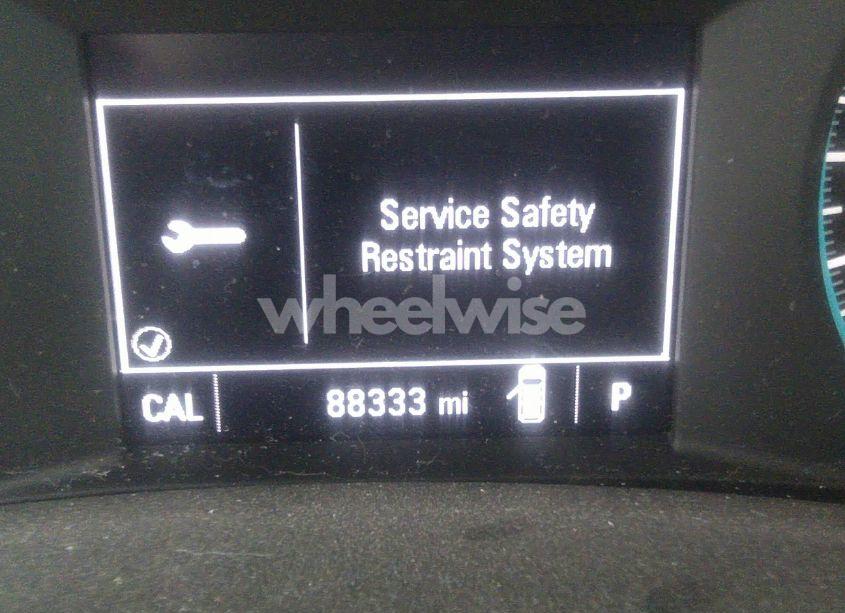 Service Safety
Restraint System
wheelwise
CAL 88333 mi P